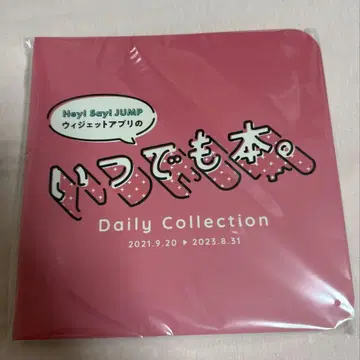 Hey! Say! JUMP
ウィジェットアプリの
いつでも本。
Daily Collection
2021.9.20 ▶ 2023.8.31